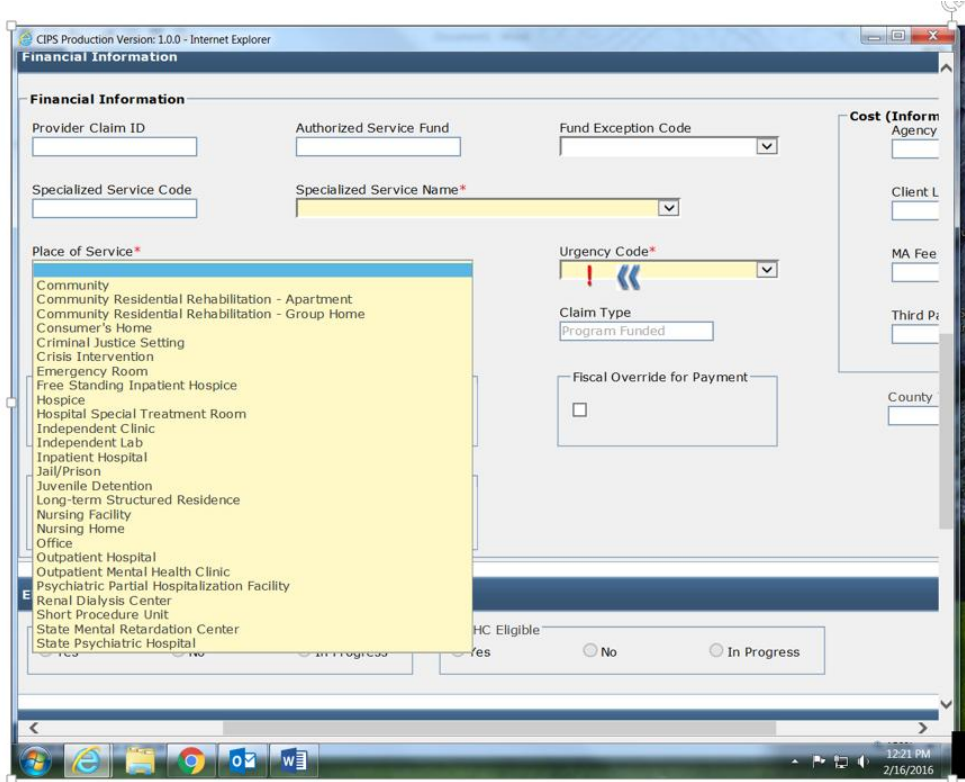 CIPS Production Version: 1.0.0 - Internet Explorer
Financial Information
Financial Information
Provider Claim ID
Authorized Service Fund
Fund Exception Code
Cost (Inform
Agency
Specialized Service Code
Specialized Service Name*
Client L
Place of Service*
Urgency Code*
MA Fee
!
Community
Community Residential Rehabilitation - Apartment
Community Residential Rehabilitation - Group Home
Consumer's Home
Criminal Justice Setting
Crisis Intervention
Emergency Room
Free Standing Inpatient Hospice
Hospice
Hospital Special Treatment Room
Independent Clinic
Independent Lab
Inpatient Hospital
Jail/Prison
Juvenile Detention
Long-term Structured Residence
Nursing Facility
Nursing Home
Office
Outpatient Hospital
Outpatient Mental Health Clinic
Psychiatric Partial Hospitalization Facility
Renal Dialysis Center
Short Procedure Unit
State Mental Retardation Center
State Psychiatric Hospital
Claim Type
Program Funded
Third Pa
Fiscal Override for Payment
County
E
HC Eligible
Yes
No
In Progress
Yes
No
In Progress
12:21 PM
2/16/2016